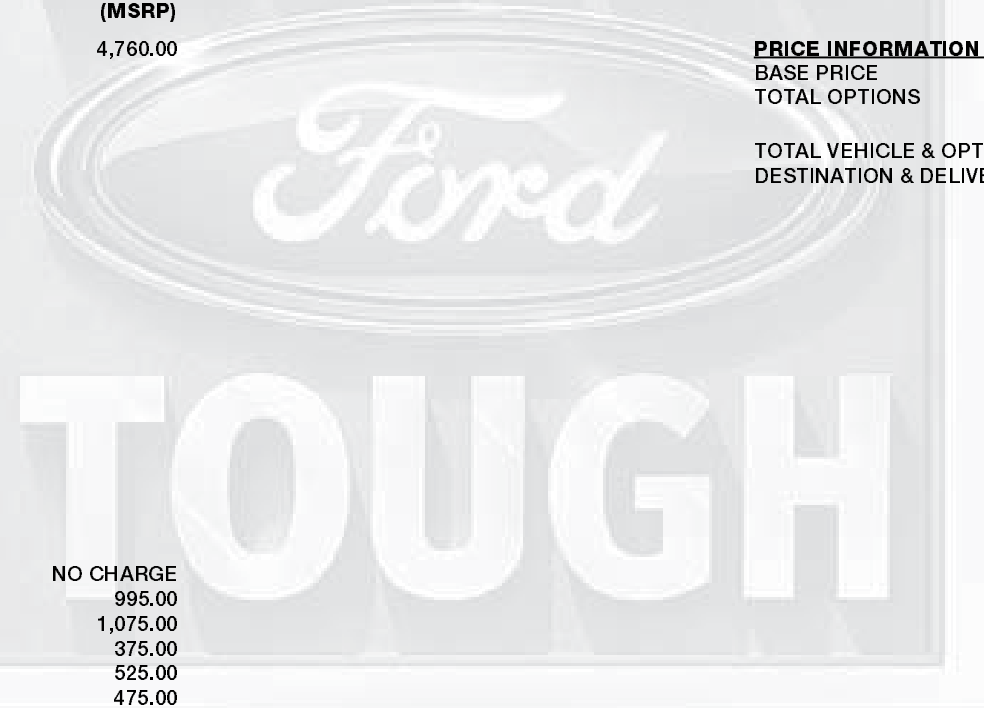 (MSRP)
4,760.00
PRICE INFORMATION
BASE PRICE
TOTAL OPTIONS
TOTAL VEHICLE & OPT
DESTINATION & DELIVE
Ford
TOUGH
NO CHARGE
995.00
1,075.00
375.00
525.00
475.00